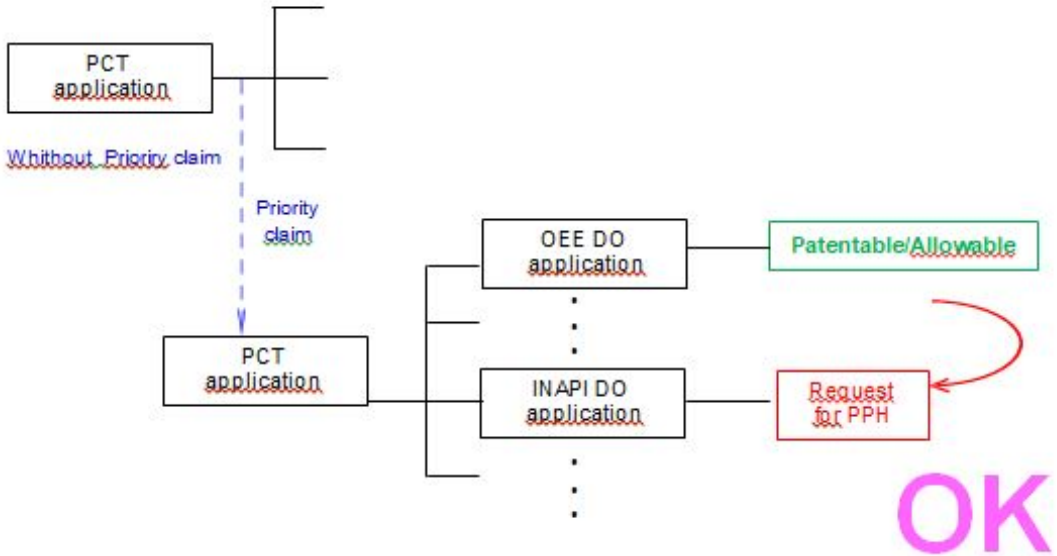 PCT
application
Whithout Prioriry claim
Priority
claim
OEE DO
application
Patentable/Allowable
PCT
application
INAPI DO
application
Request
for PPH
OK